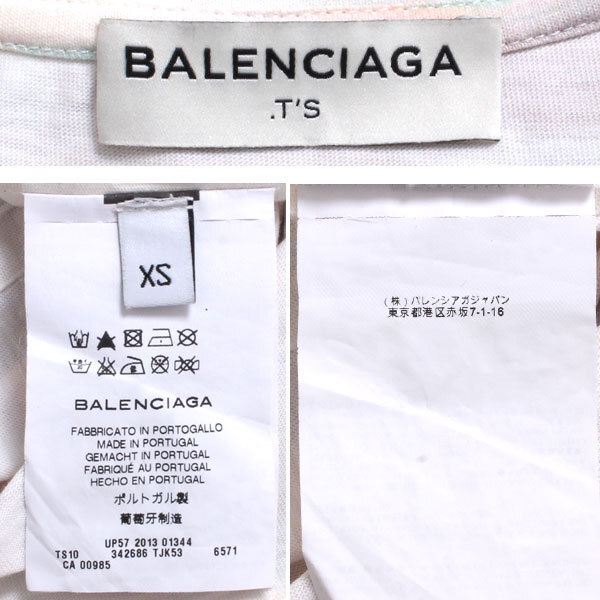 BALENCIAGA
.T'S
XS
BALENCIAGA
FABBRICATO IN PORTOGALLO
MADE IN PORTUGAL
GEMACHT IN PORTUGAL
FABRIQUÉ AU PORTUGAL
HECHO EN PORTUGAL
ポルトガル製
葡萄牙制造
UP57 2013 01344
TS10 342686 TJK53 6571
CA 00985
(株)バレンシアガジャパン
東京都港区赤坂7-1-16